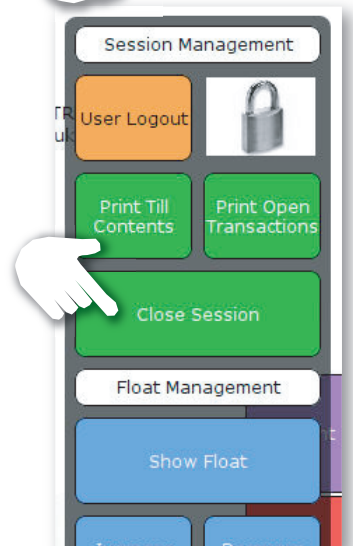 Session Management
User Logout
Print Till
Contents
Print Open
Transactions
Close Session
Float Management
Show Float